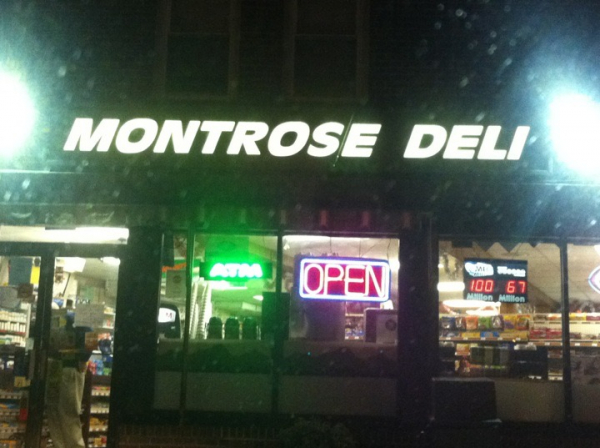 MONTROSE DELI
ATM
OPEN
100 67
Million Million